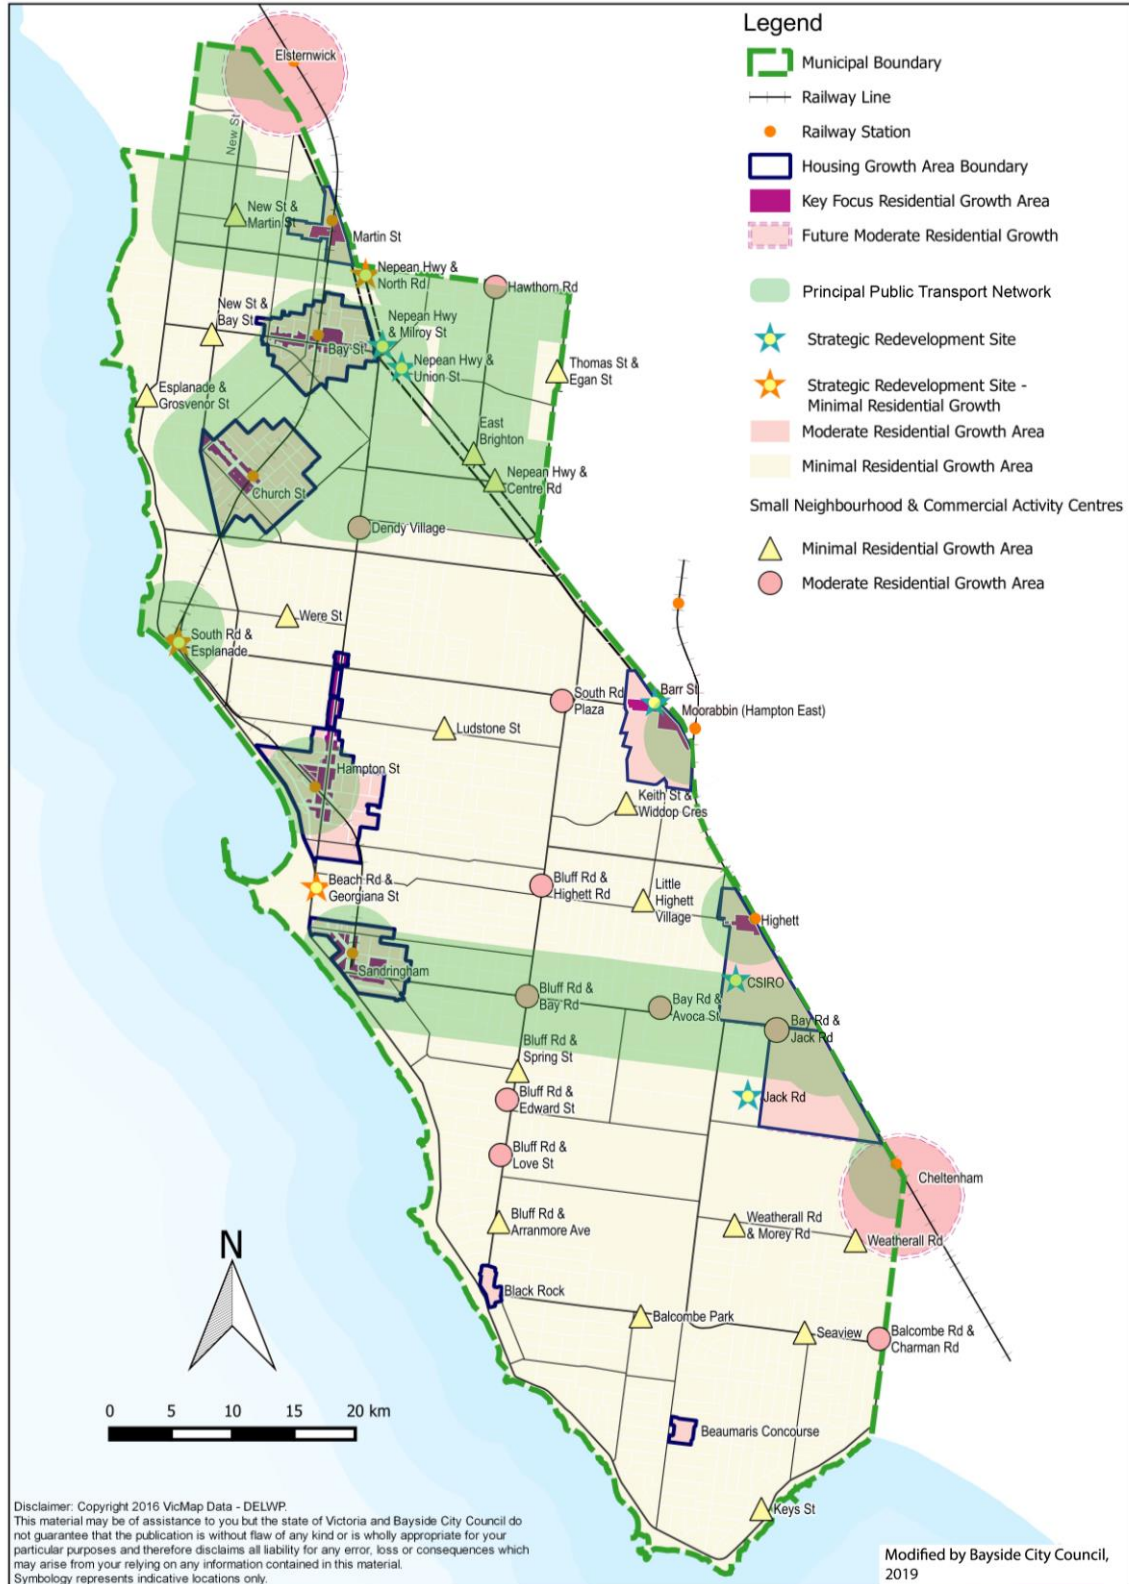 Legend
Municipal Boundary
Railway Line
Railway Station
Housing Growth Area Boundary
Key Focus Residential Growth Area
Future Moderate Residential Growth
Principal Public Transport Network
Strategic Redevelopment Site
Strategic Redevelopment Site -
Minimal Residential Growth
Moderate Residential Growth Area
Minimal Residential Growth Area
Small Neighbourhood & Commercial Activity Centres
Minimal Residential Growth Area
Moderate Residential Growth Area
Elsternwick
New St
New St &
Martin St
Martin St
Nepean Hwy &
North Rd
Hawthorn Rd
New St &
Bay St
Bay St
Nepean Hwy
& Milroy St
Nepean Hwy &
Union St
Thomas St &
Egan St
Esplanade &
Grosvenor St
East
Brighton
Nepean Hwy &
Centre Rd
Church St
Dendy Village
Were St
South Rd &
Esplanade
South Rd
Plaza
Barr St
Moorabbin (Hampton East)
Ludstone St
Hampton St
Keith St &
Widdop Cres
Beach Rd &
Georgiana St
Bluff Rd &
Highett Rd
Little
Highett
Village
Highett
Sandringham
CSIRO
Bluff Rd &
Bay Rd
Bay Rd &
Avoca St
Bay Rd &
Jack Rd
Bluff Rd &
Spring St
Bluff Rd &
Edward St
Jack Rd
Bluff Rd &
Love St
Cheltenham
Bluff Rd &
Arranmore Ave
Weatherall Rd
& Morey Rd
Weatherall Rd
Black Rock
Balcombe Park
Seaview
Balcombe Rd &
Charman Rd
Beaumaris Concourse
Keys St
N
0 5 10 15 20 km
Disclaimer: Copyright 2016 VicMap Data - DELWP.
This material may be of assistance to you but the state of Victoria and Bayside City Council do
not guarantee that the publication is without flaw of any kind or is wholly appropriate for your
particular purposes and therefore disclaims all liability for any error, loss or consequences which
may arise from your relying on any information contained in this material.
Symbology represents indicative locations only.
Modified by Bayside City Council,
2019